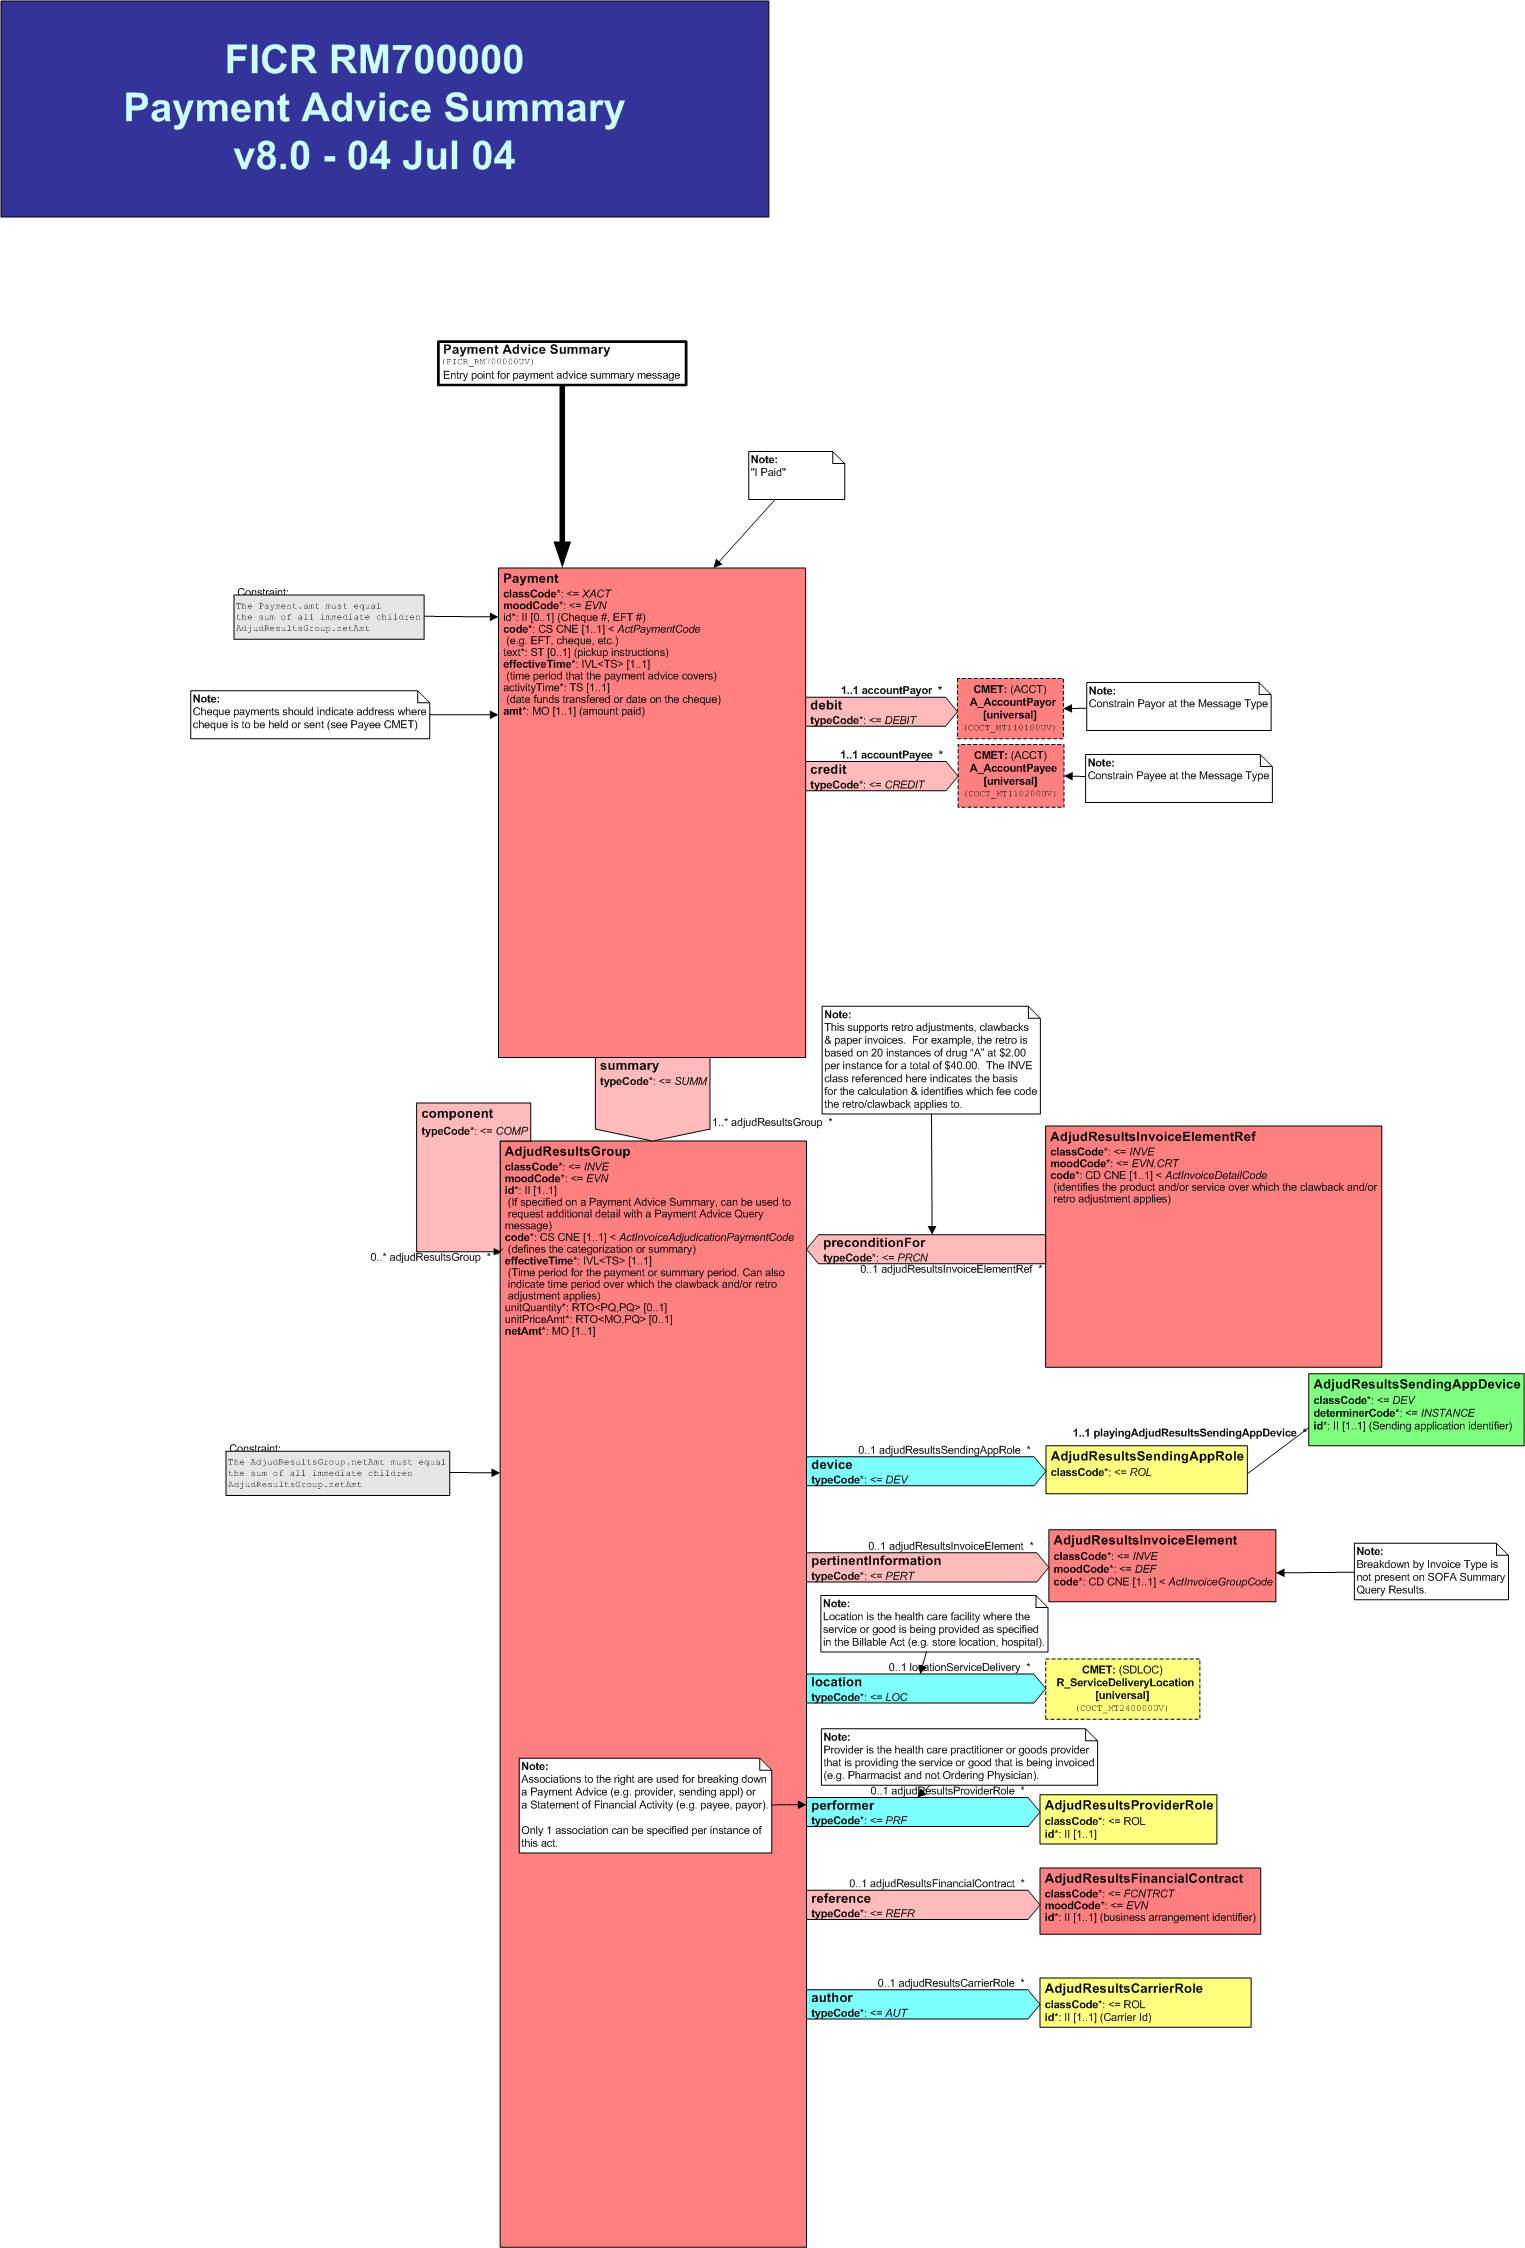 FICR RM700000
Payment Advice Summary
v8.0 - 04 Jul 04
Payment Advice Summary
(FICR_RM700000UV)
Entry point for payment advice summary message
Note:
"I Paid"
Constraint:
The Payment.amt must equal
the sum of all immediate children
AdjudResultsGroup.netAmt
Note:
Cheque payments should indicate address where
cheque is to be held or sent (see Payee CMET)
Payment
classCode*: <= XACT
moodCode*: <= EVN
id*: II [0..1] (Cheque #, EFT #)
code*: CS CNE [1..1] < ActPaymentCode
(e.g. EFT, cheque, etc.)
text*: ST [0..1] (pickup instructions)
effectiveTime*: IVL<TS> [1..1]
(time period that the payment advice covers)
activityTime*: TS [1..1]
(date funds transfered or date on the cheque)
amt*: MO [1..1] (amount paid)
1..1 accountPayor *
debit
typeCode*: <= DEBIT
CMET: (ACCT)
A_AccountPayor
[universal]
(COCT_MT110100UV)
Note:
Constrain Payor at the Message Type
1..1 accountPayee *
credit
typeCode*: <= CREDIT
CMET: (ACCT)
A_AccountPayee
[universal]
(COCT_MT110200UV)
Note:
Constrain Payee at the Message Type
Note:
This supports retro adjustments, clawbacks
& paper invoices. For example, the retro is
based on 20 instances of drug “A” at $2.00
per instance for a total of $40.00. The INVE
class referenced here indicates the basis
for the calculation & identifies which fee code
the retro/clawback applies to.
summary
typeCode*: <= SUMM
1..* adjudResultsGroup *
component
typeCode*: <= COMP
0..* adjudResultsGroup *
AdjudResultsGroup
classCode*: <= INVE
moodCode*: <= EVN
id*: II [1..1]
(If specified on a Payment Advice Summary, can be used to
request additional detail with a Payment Advice Query
message)
code*: CS CNE [1..1] < ActInvoiceAdjudicationPaymentCode
(defines the categorization or summary)
effectiveTime*: IVL<TS> [1..1]
(Time period for the payment or summary period. Can also
indicate time period over which the clawback and/or retro
adjustment applies)
unitQuantity*: RTO<PQ,PQ> [0..1]
unitPriceAmt*: RTO<MO,PQ> [0..1]
netAmt*: MO [1..1]
AdjudResultsInvoiceElementRef
classCode*: <= INVE
moodCode*: <= EVN.CRT
code*: CD CNE [1..1] < ActInvoiceDetailCode
(identifies the product and/or service over which the clawback and/or
retro adjustment applies)
preconditionFor
typeCode*: <= PRCN
0..1 adjudResultsInvoiceElementRef *
Constraint:
The AdjudResultsGroup.netAmt must equal
the sum of all immediate children
AdjudResultsGroup.netAmt
AdjudResultsSendingAppDevice
classCode*: <= DEV
determinerCode*: <= INSTANCE
id*: II [1..1] (Sending application identifier)
1..1 playingAdjudResultsSendingAppDevice *
0..1 adjudResultsSendingAppRole *
device
typeCode*: <= DEV
AdjudResultsSendingAppRole
classCode*: <= ROL
0..1 adjudResultsInvoiceElement *
pertinentInformation
typeCode*: <= PERT
AdjudResultsInvoiceElement
classCode*: <= INVE
moodCode*: <= DEF
code*: CD CNE [1..1] < ActInvoiceGroupCode
Note:
Breakdown by Invoice Type is
not present on SOFA Summary
Query Results.
Note:
Location is the health care facility where the
service or good is being provided as specified
in the Billable Act (e.g. store location, hospital).
0..1 locationServiceDelivery *
location
typeCode*: <= LOC
CMET: (SDLOC)
R_ServiceDeliveryLocation
[universal]
(COCT_MT240000UV)
Note:
Provider is the health care practitioner or goods provider
that is providing the service or good that is being invoiced
(e.g. Pharmacist and not Ordering Physician).
Note:
Associations to the right are used for breaking down
a Payment Advice (e.g. provider, sending appl) or
a Statement of Financial Activity (e.g. payee, payor).
Only 1 association can be specified per instance of
this act.
0..1 adjudResultsProviderRole *
performer
typeCode*: <= PRF
AdjudResultsProviderRole
classCode*: <= ROL
id*: II [1..1]
0..1 adjudResultsFinancialContract *
reference
typeCode*: <= REFR
AdjudResultsFinancialContract
classCode*: <= FCNTRCT
moodCode*: <= EVN
id*: II [1..1] (business arrangement identifier)
0..1 adjudResultsCarrierRole *
author
typeCode*: <= AUT
AdjudResultsCarrierRole
classCode*: <= ROL
id*: II [1..1] (Carrier Id)